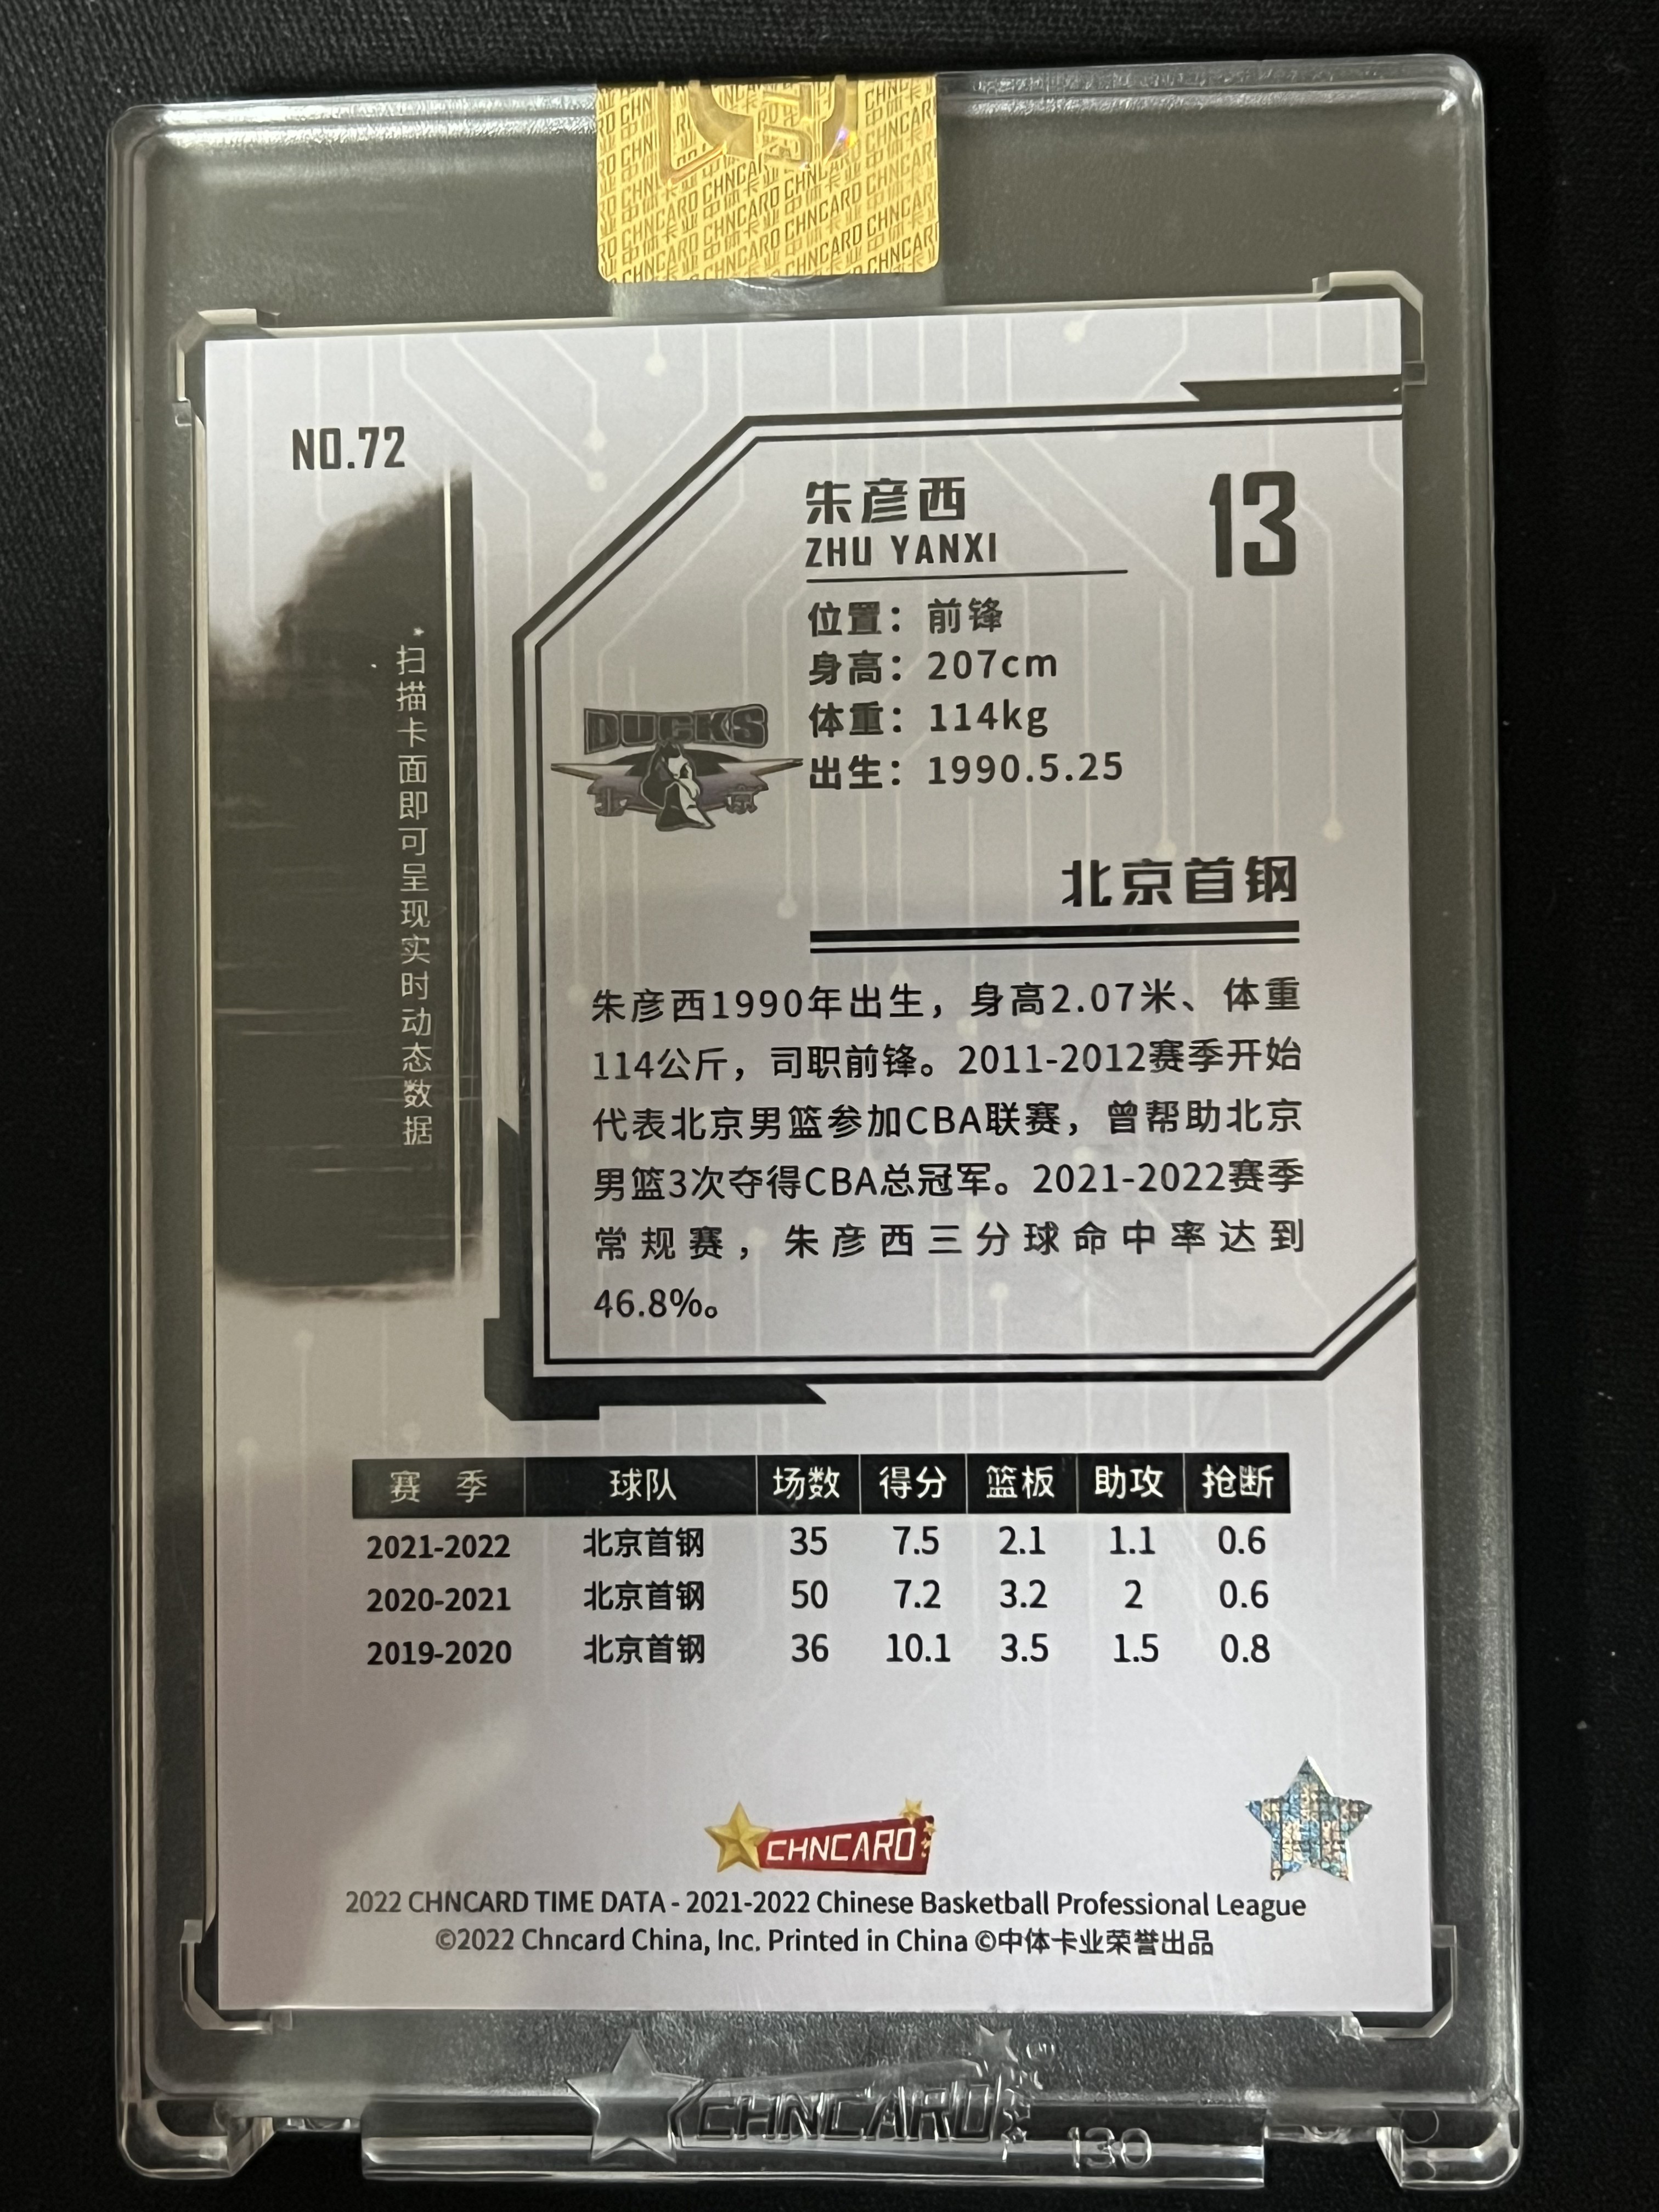 CHNCARD 中体卡业
NO.72
朱彦西
ZHU YANXI
13
位置：前锋
身高：207cm
体重：114kg
出生：1990.5.25
DUCKS
北京
北京首钢
扫描卡面即可呈现实时动态数据
朱彦西1990年出生，身高2.07米、体重
114公斤，司职前锋。2011-2012赛季开始
代表北京男篮参加CBA联赛，曾帮助北京
男篮3次夺得CBA总冠军。2021-2022赛季
常规赛，朱彦西三分球命中率达到
46.8%。
赛 季 球队 场数 得分 篮板 助攻 抢断
2021-2022 北京首钢 35 7.5 2.1 1.1 0.6
2020-2021 北京首钢 50 7.2 3.2 2 0.6
2019-2020 北京首钢 36 10.1 3.5 1.5 0.8
CHNCARD
2022 CHNCARD TIME DATA - 2021-2022 Chinese Basketball Professional League
©2022 Chncard China, Inc. Printed in China ©中体卡业荣誉出品
CHNCARD
130